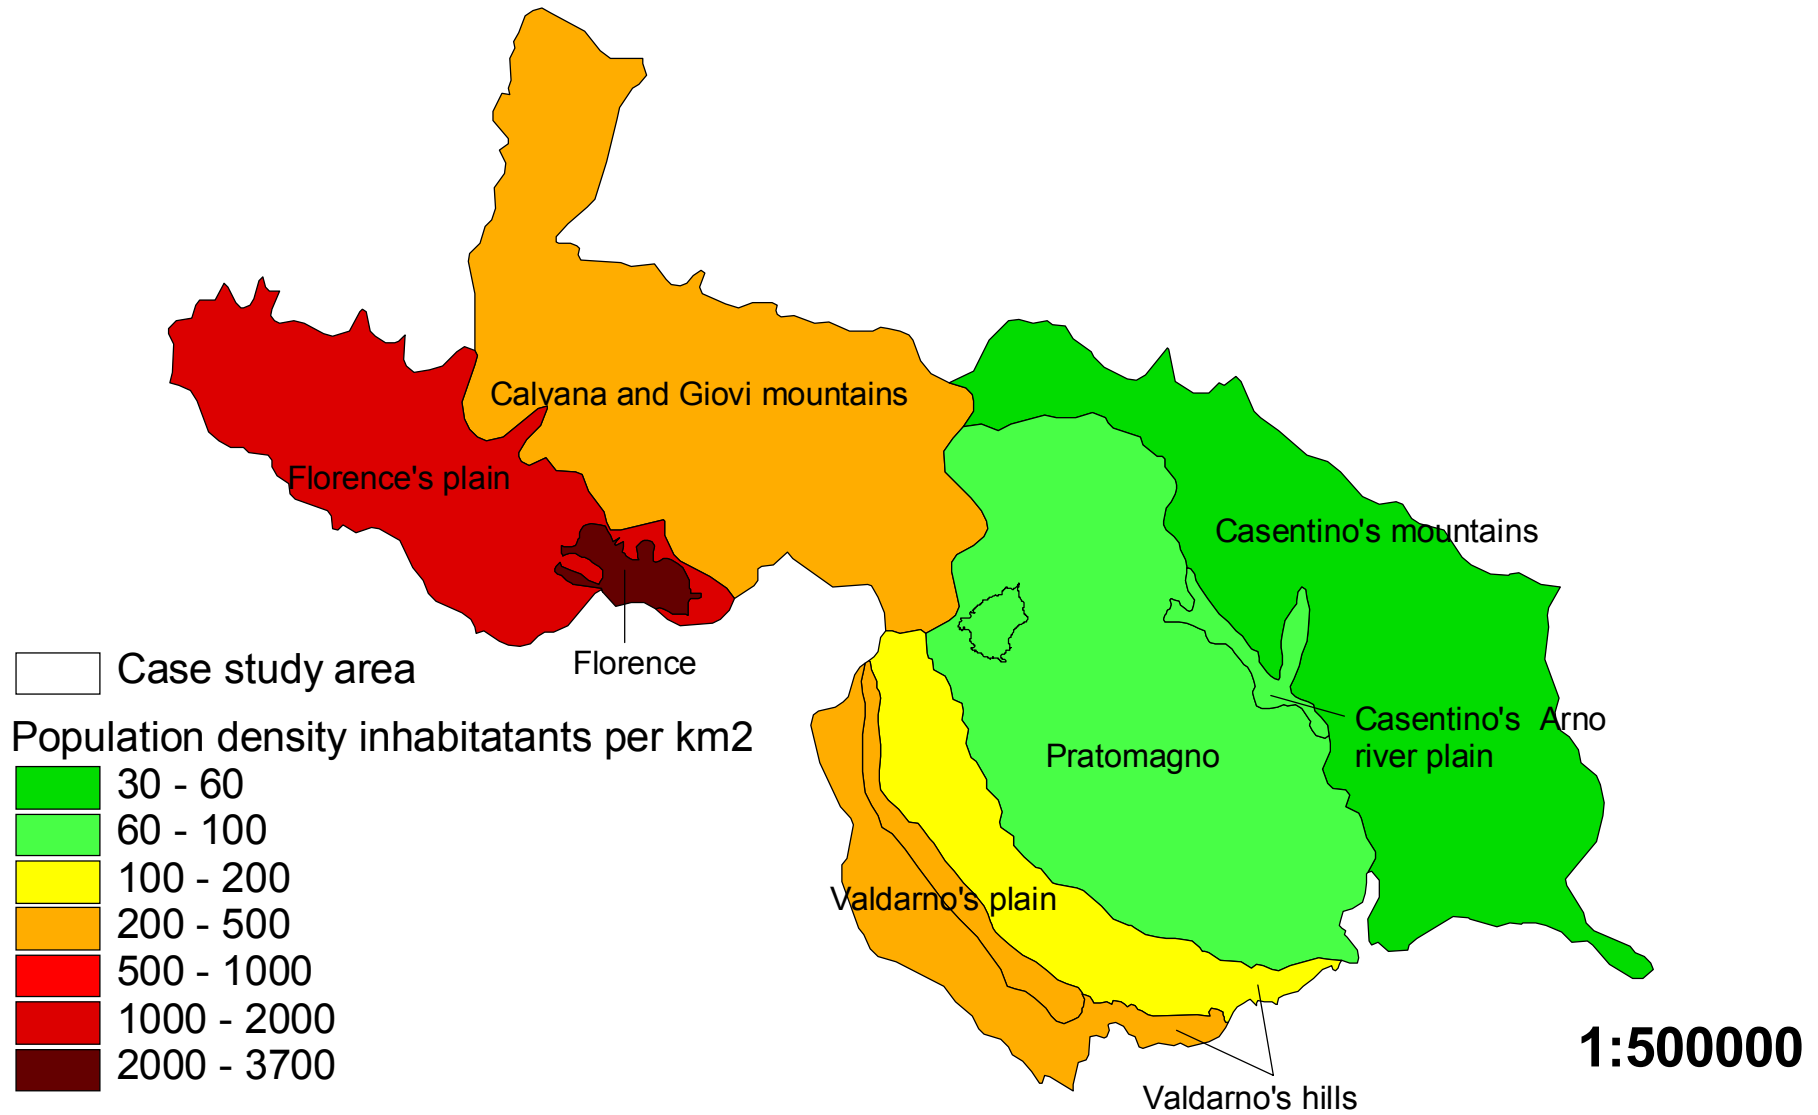 Calvana and Giovi mountains
Florence's plain
Casentino's mountains
Florence
Case study area
Casentino's Arno
river plain
Population density inhabitatants per km2
Pratomagno
30 - 60
60 - 100
100 - 200
Valdarno's plain
200 - 500
500 - 1000
1000 - 2000
2000 - 3700
1:500000
Valdarno's hills